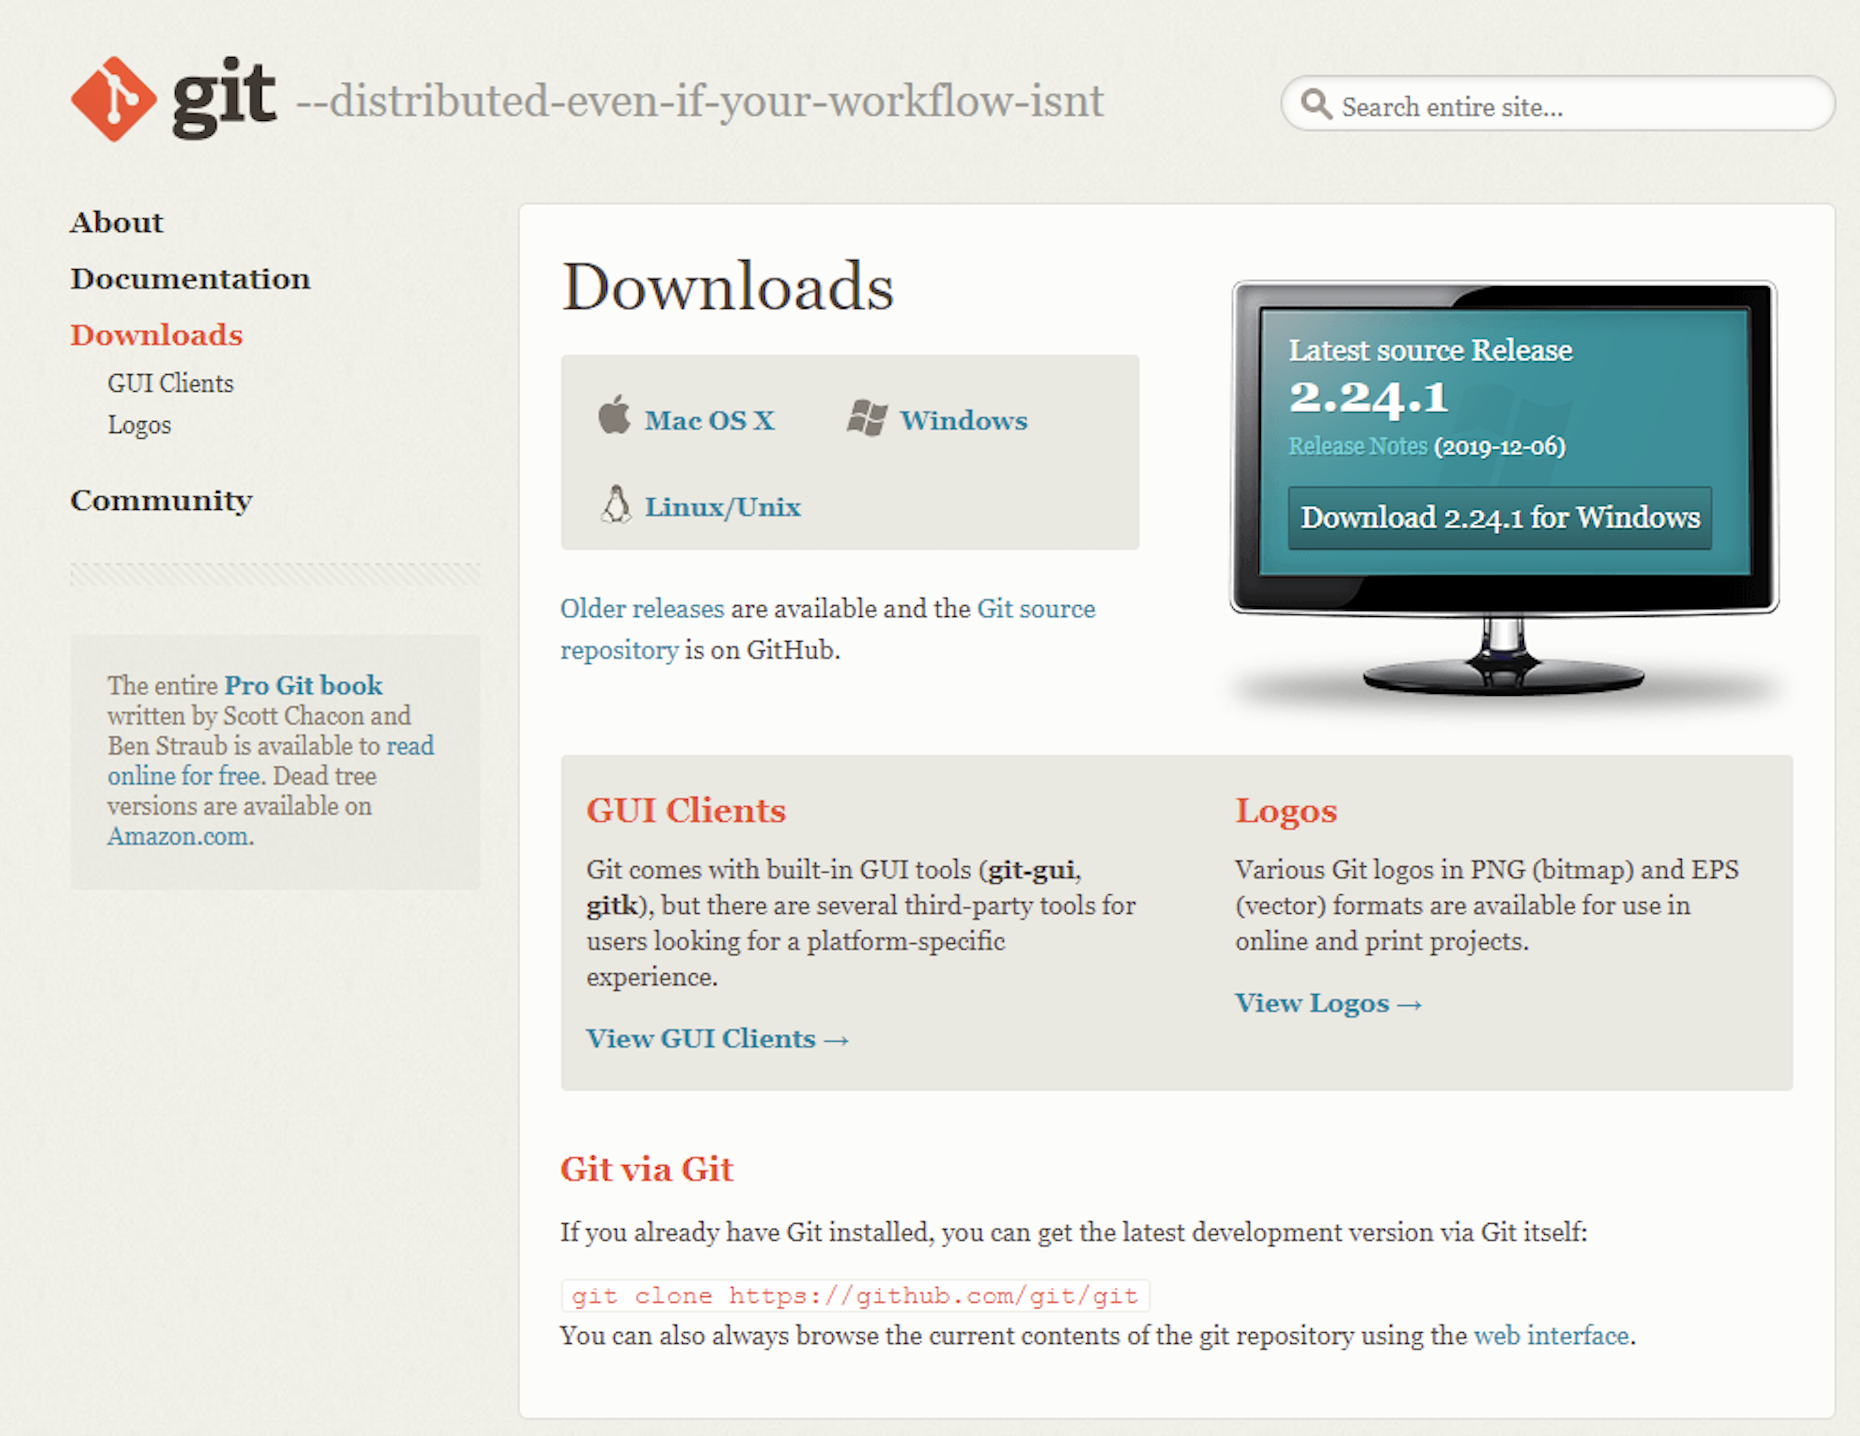 git --distributed-even-if-your-workflow-isnt
Search entire site...
About
Documentation
Downloads
GUI Clients
Logos
Community
The entire Pro Git book
written by Scott Chacon and
Ben Straub is available to read
online for free. Dead tree
versions are available on
Amazon.com.
Downloads
Mac OS X
Windows
Linux/Unix
Older releases are available and the Git source
repository is on GitHub.
Latest source Release
2.24.1
Release Notes (2019-12-06)
Download 2.24.1 for Windows
GUI Clients
Git comes with built-in GUI tools (git-gui,
gitk), but there are several third-party tools for
users looking for a platform-specific
experience.
View GUI Clients →
Logos
Various Git logos in PNG (bitmap) and EPS
(vector) formats are available for use in
online and print projects.
View Logos →
Git via Git
If you already have Git installed, you can get the latest development version via Git itself:
git clone https://github.com/git/git
You can also always browse the current contents of the git repository using the web interface.